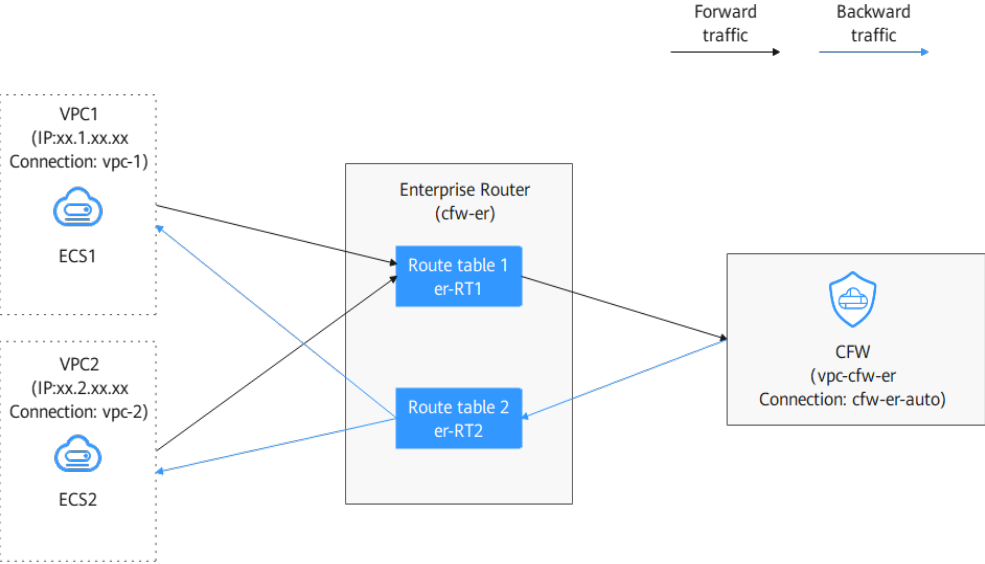 Forward
traffic
Backward
traffic
VPC1
(IP:xx.1.xx.xx
Connection: vpc-1)
ECS1
Enterprise Router
(cfw-er)
Route table 1
er-RT1
Route table 2
er-RT2
CFW
(vpc-cfw-er
Connection: cfw-er-auto)
VPC2
(IP:xx.2.xx.xx
Connection: vpc-2)
ECS2